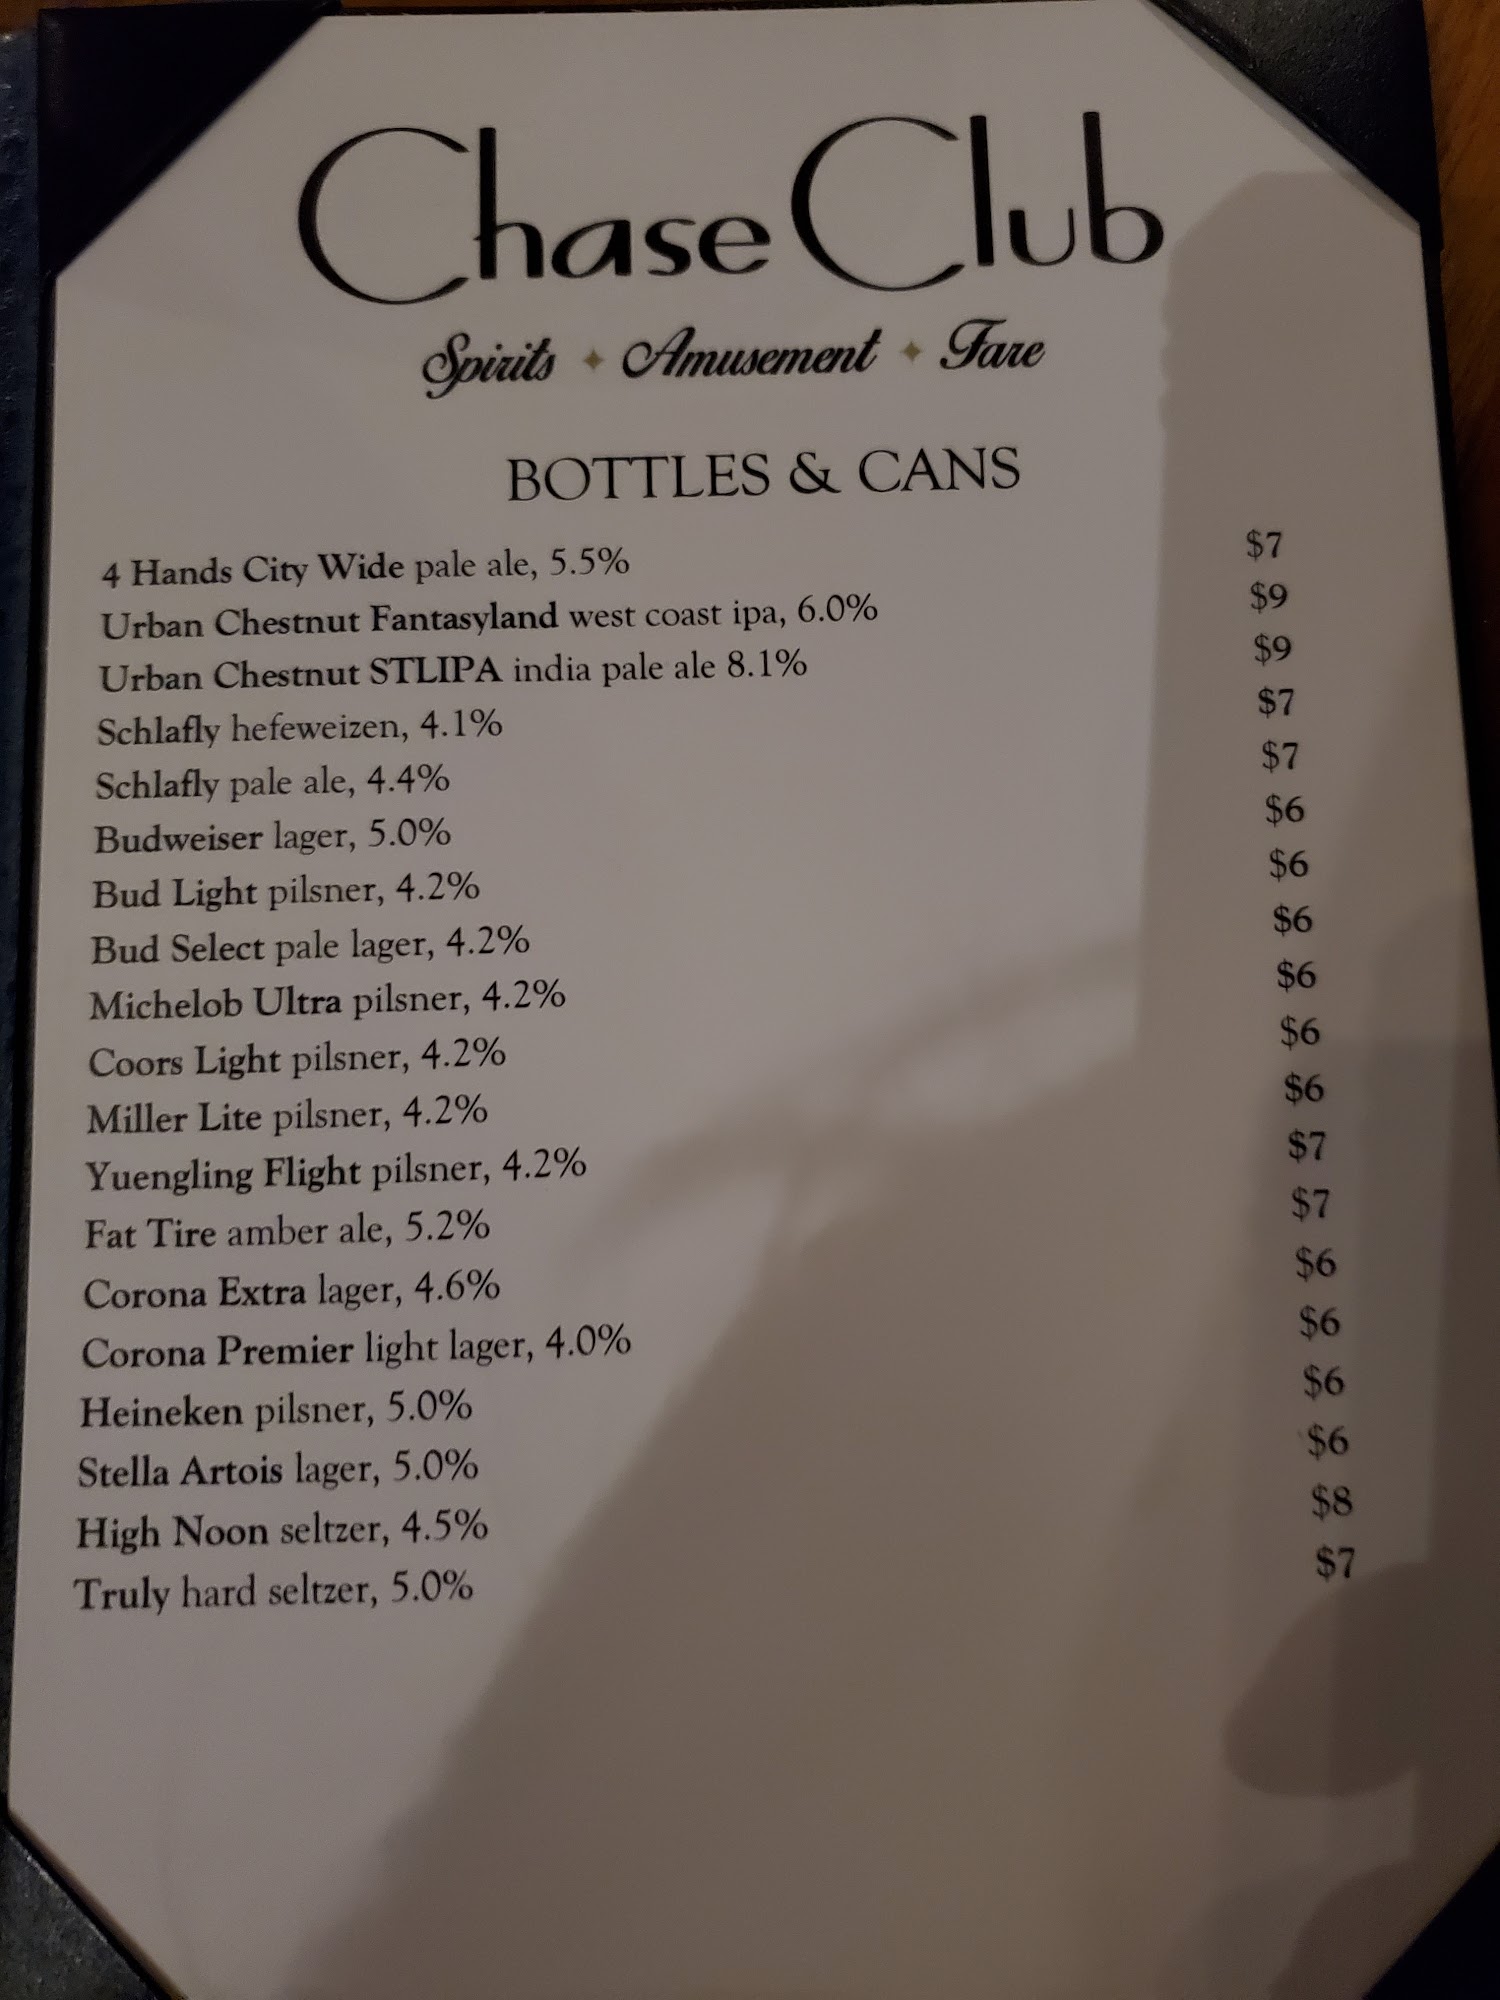 Chase Club
Spirits ✦ Amusement ✦ Fare
BOTTLES & CANS
4 Hands City Wide pale ale, 5.5% $7
Urban Chestnut Fantasyland west coast ipa, 6.0% $9
Urban Chestnut STLIPA india pale ale 8.1% $9
Schlafly hefeweizen, 4.1% $7
Schlafly pale ale, 4.4% $7
Budweiser lager, 5.0% $6
Bud Light pilsner, 4.2% $6
Bud Select pale lager, 4.2% $6
Michelob Ultra pilsner, 4.2% $6
Coors Light pilsner, 4.2% $6
Miller Lite pilsner, 4.2% $6
Yuengling Flight pilsner, 4.2% $7
Fat Tire amber ale, 5.2% $7
Corona Extra lager, 4.6% $6
Corona Premier light lager, 4.0% $6
Heineken pilsner, 5.0% $6
Stella Artois lager, 5.0% $6
High Noon seltzer, 4.5% $8
Truly hard seltzer, 5.0% $7